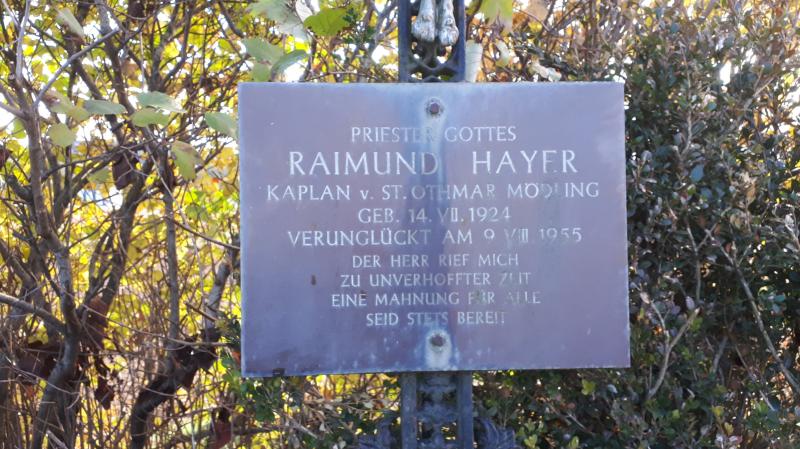 PRIESTER GOTTES
RAIMUND HAYER
KAPLAN v. ST. OTHMAR MÖDLING
GEB. 14. VII. 1924
VERUNGLÜCKT AM 9. VIII. 1955
DER HERR RIEF MICH
ZU UNVERHOFFTER ZEIT
EINE MAHNUNG FÜR ALLE
SEID STETS BEREIT